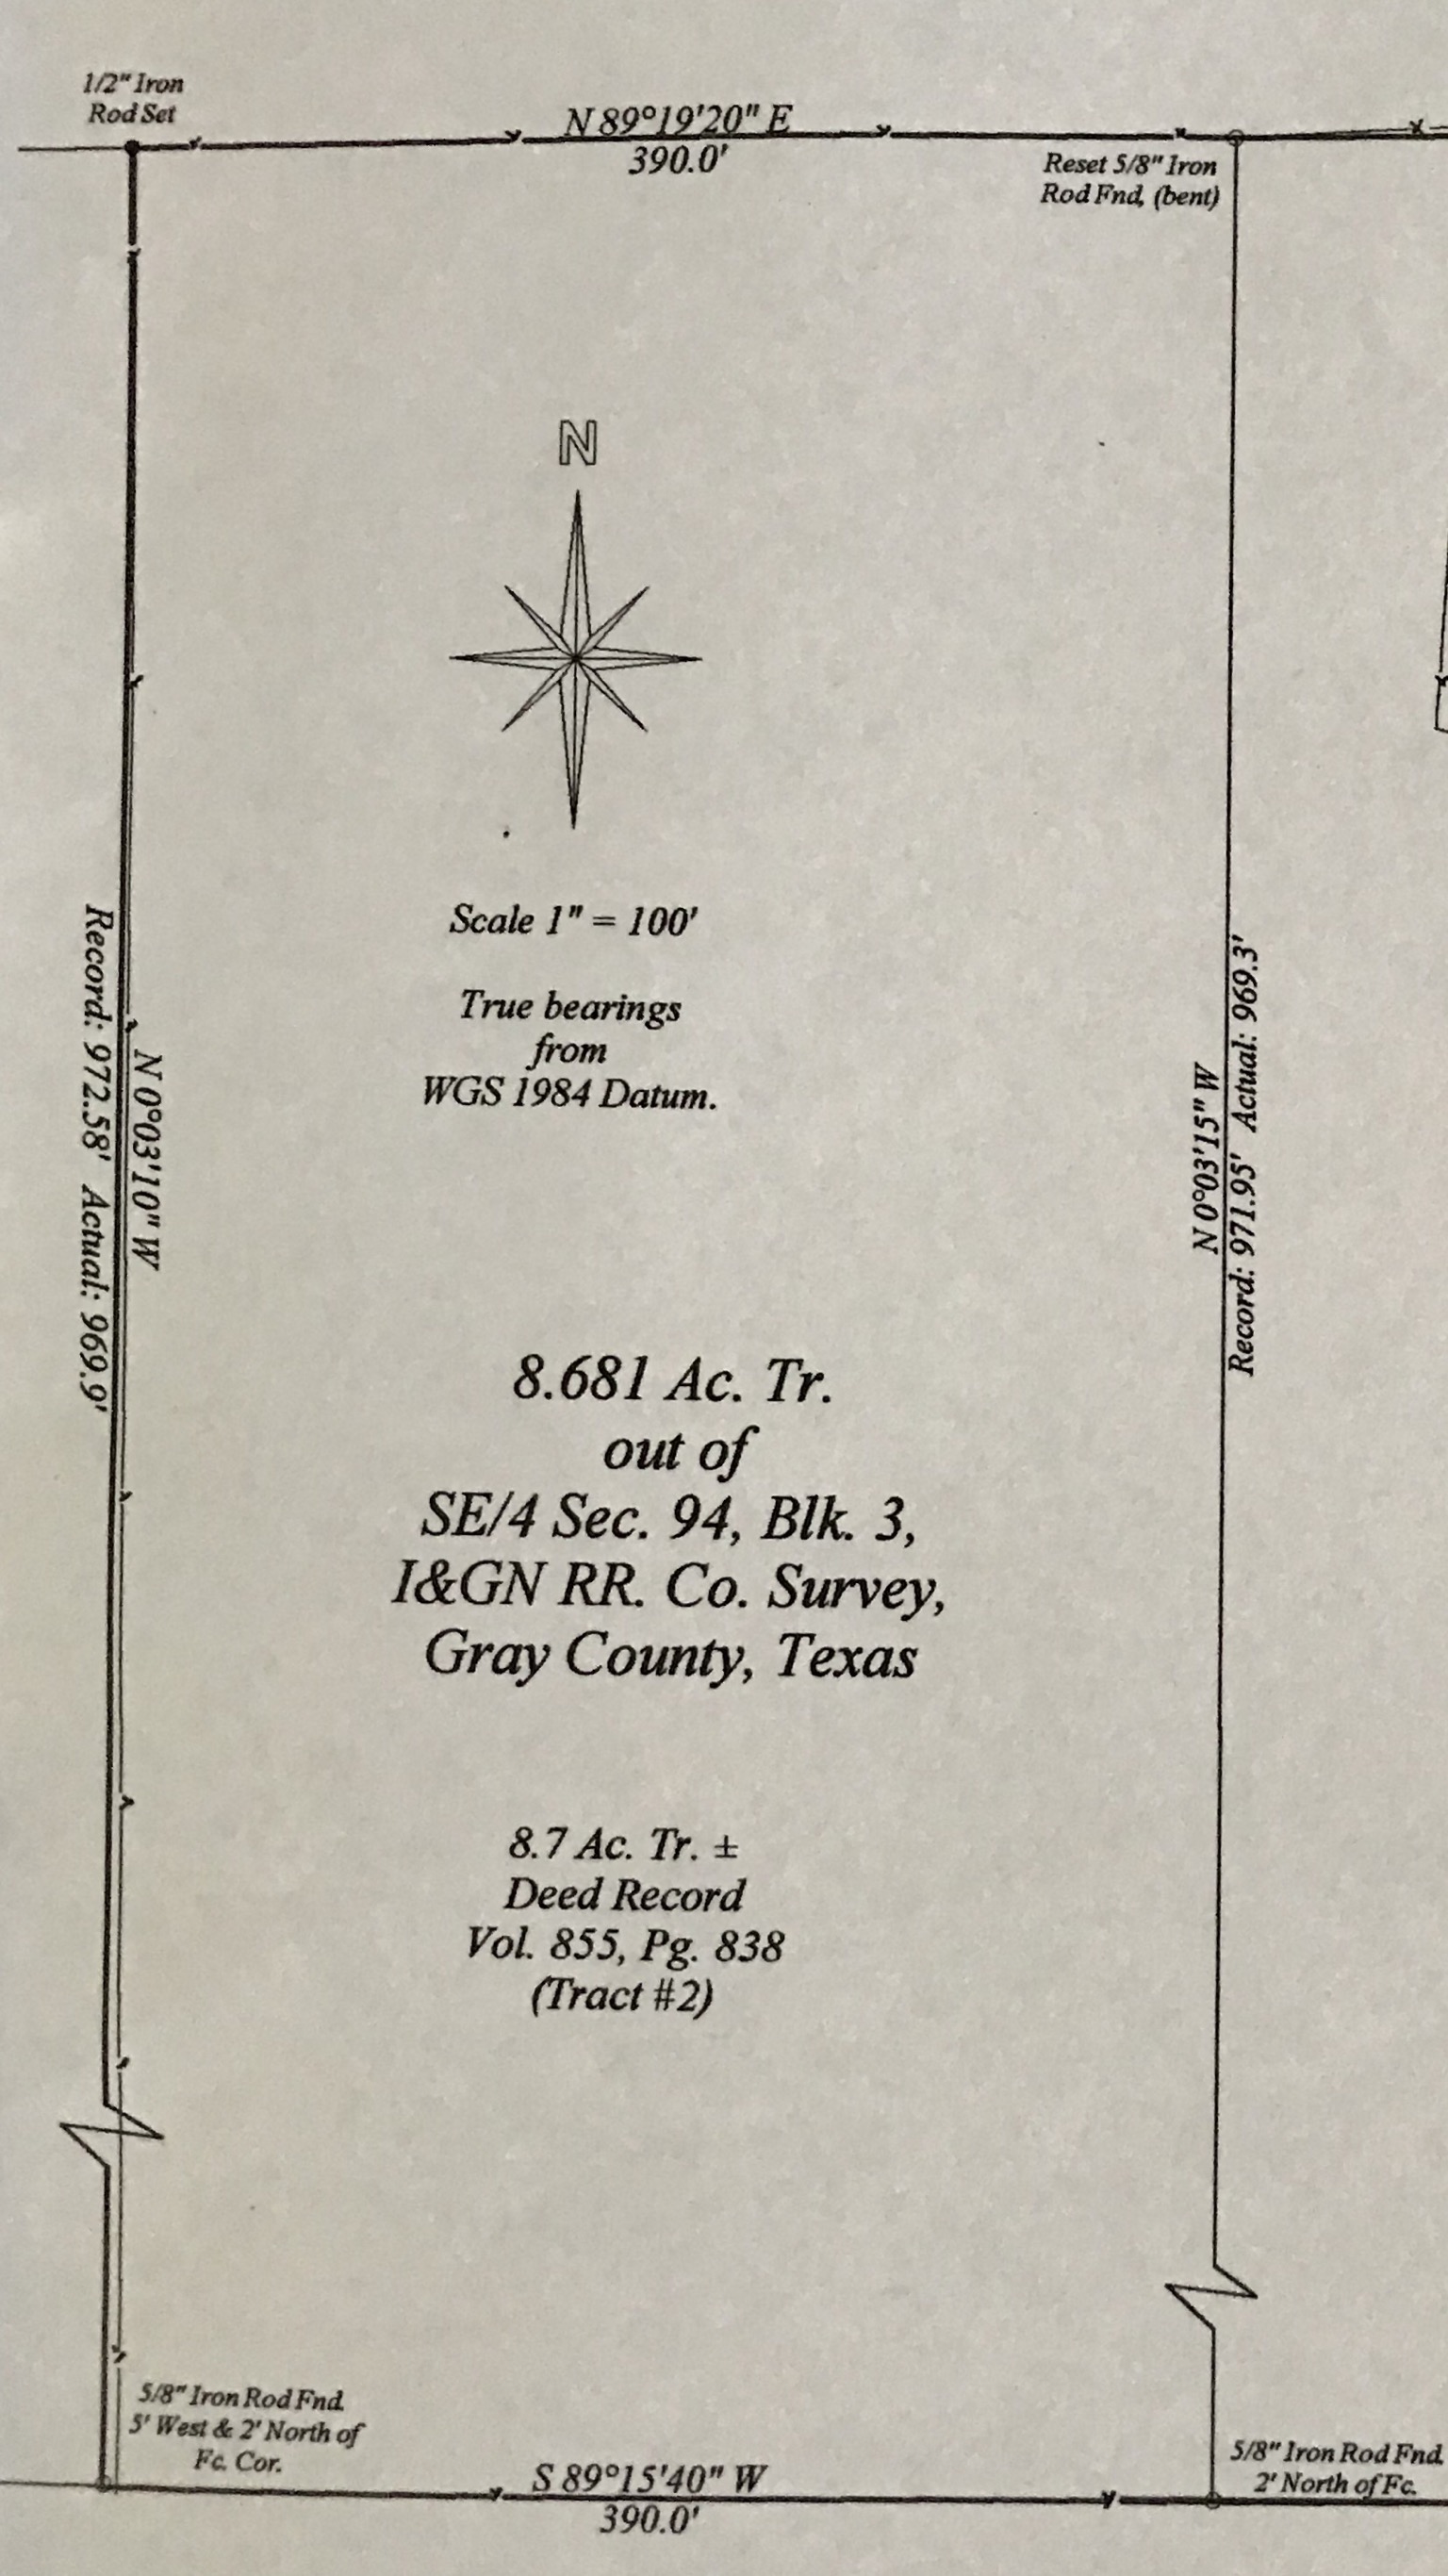 1/2" Iron
Rod Set
N 89°19'20" E
390.0'
Reset 5/8" Iron
Rod Fnd, (bent)
N
Scale 1" = 100'
True bearings
from
WGS 1984 Datum.
Record: 972.58' Actual: 969.9'
N 0°03'10" W
N 0°03'15" W
Record: 971.95' Actual: 969.3'
8.681 Ac. Tr.
out of
SE/4 Sec. 94, Blk. 3,
I&GN RR. Co. Survey,
Gray County, Texas
8.7 Ac. Tr. ±
Deed Record
Vol. 855, Pg. 838
(Tract #2)
5/8" Iron Rod Fnd.
5' West & 2' North of
Fc. Cor.
S 89°15'40" W
390.0'
5/8" Iron Rod Fnd.
2' North of Fc.